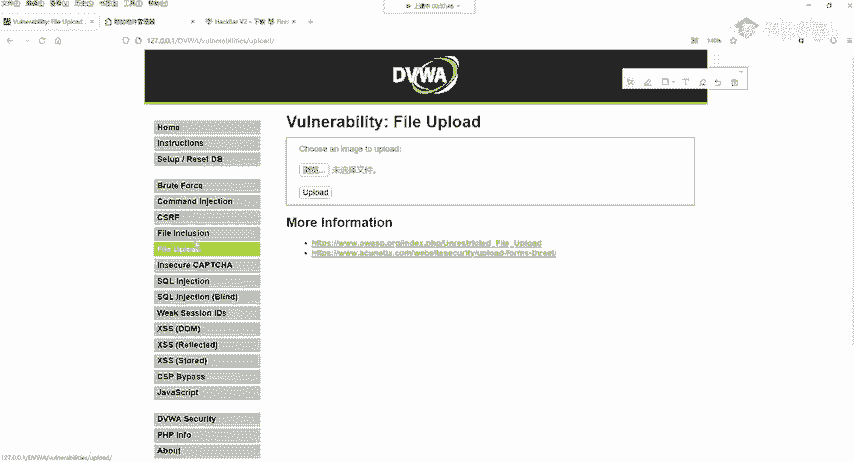 Vulnerability: File Upload
HackBar V2 - 下载
127.0.0.1/DVWA/vulnerabilities/upload/
140%
DVWA
Home
Instructions
Setup / Reset DB
Brute Force
Command Injection
CSRF
File Inclusion
File Upload
Insecure CAPTCHA
SQL Injection
SQL Injection (Blind)
Weak Session IDs
XSS (DOM)
XSS (Reflected)
XSS (Stored)
CSP Bypass
JavaScript
DVWA Security
PHP Info
About
Vulnerability: File Upload
Choose an image to upload:
浏览... 未选择文件。
Upload
More Information
https://www.owasp.org/index.php/Unrestricted_File_Upload
https://www.acunetix.com/websitesecurity/upload-forms-threat/
127.0.0.1/DVWA/vulnerabilities/upload/